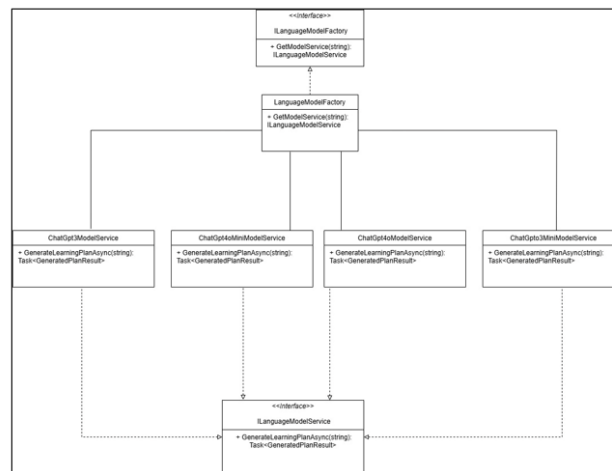 <<Interface>>
ILanguageModelFactory
+ GetModelService(string):
ILanguageModelService
LanguageModelFactory
+ GetModelService(string):
ILanguageModelService
ChatGpt3ModelService
+ GenerateLearningPlanAsync(string):
Task<GeneratedPlanResult>
ChatGpt4oMiniModelService
+ GenerateLearningPlanAsync(string):
Task<GeneratedPlanResult>
ChatGpt4oModelService
+ GenerateLearningPlanAsync(string):
Task<GeneratedPlanResult>
ChatGpto3MiniModelService
+ GenerateLearningPlanAsync(string):
Task<GeneratedPlanResult>
<<Interface>>
ILanguageModelService
+ GenerateLearningPlanAsync(string):
Task<GeneratedPlanResult>